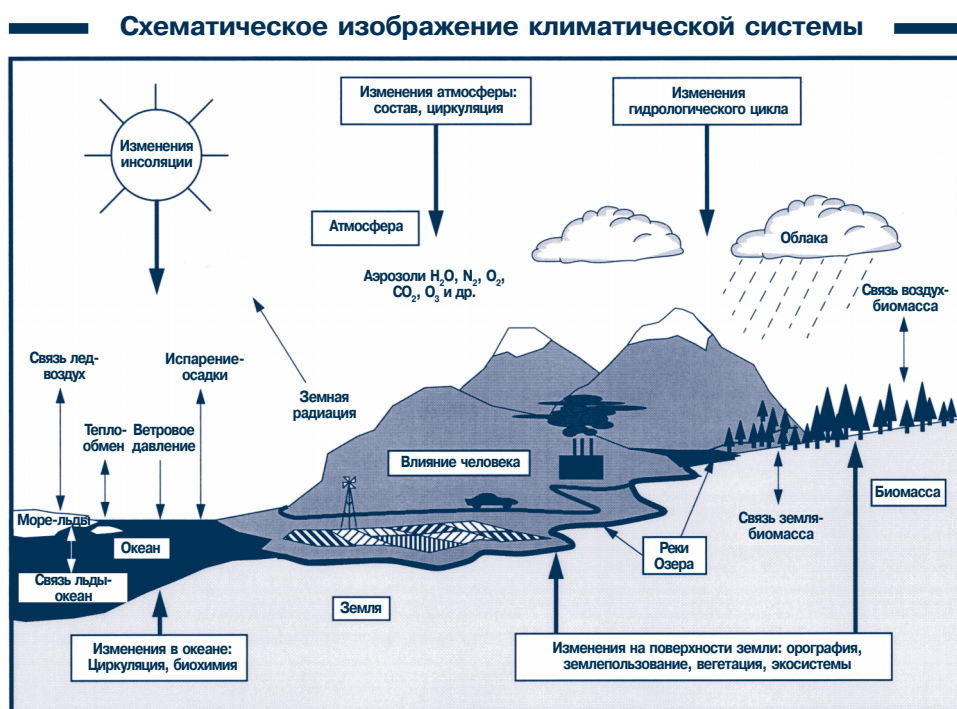 Схематическое изображение климатической системы
Изменения
инсоляции
Изменения атмосферы:
состав, циркуляция
Изменения
гидрологического цикла
Атмосфера
Облака
Аэрозоли H₂O, N₂, O₂,
CO₂, O₃ и др.
Связь воздух-
биомасса
Связь лед-
воздух
Испарение-
осадки
Земная
радиация
Тепло-
обмен
Ветровое
давление
Влияние человека
Биомасса
Море-льды
Океан
Связь земля-
биомасса
Реки
Озера
Связь льды-
океан
Земля
Изменения в океане:
Циркуляция, биохимия
Изменения на поверхности земли: орография,
землепользование, вегетация, экосистемы